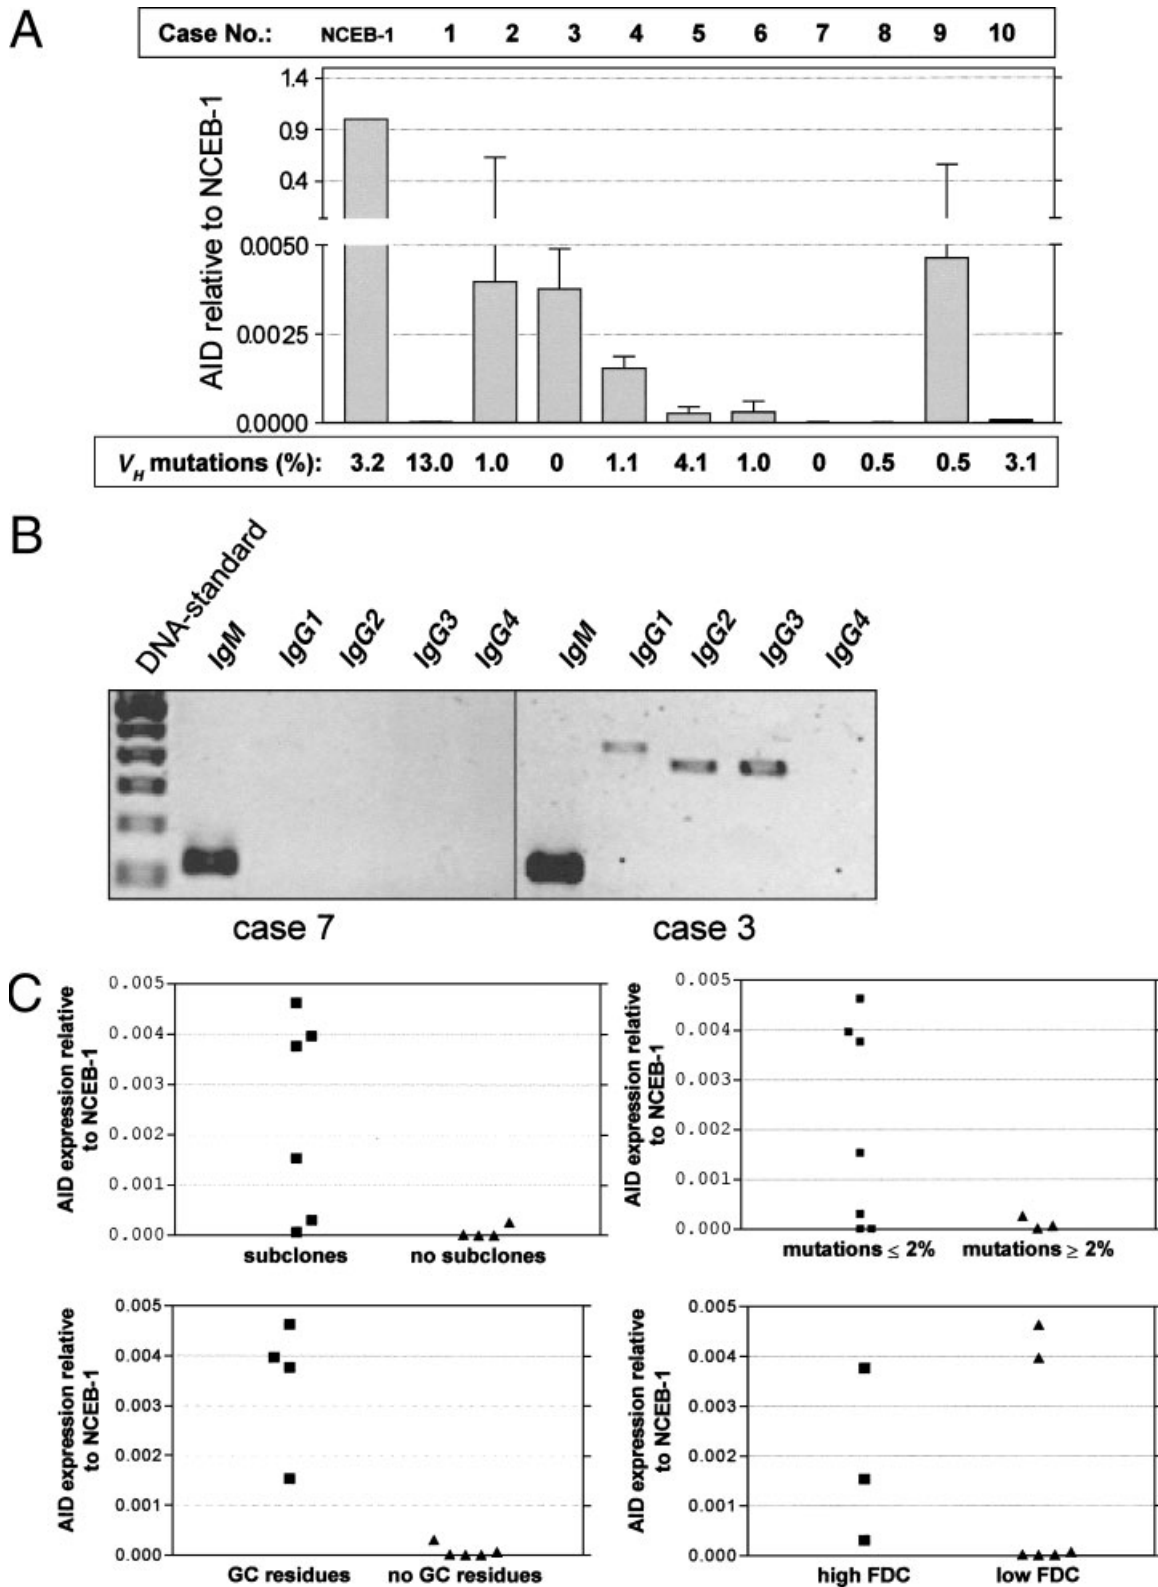 A
Case No.: NCEB-1 1 2 3 4 5 6 7 8 9 10
AID relative to NCEB-1
1.4
0.9
0.4
0.0050
0.0025
0.0000
VH mutations (%): 3.2 13.0 1.0 0 1.1 4.1 1.0 0 0.5 0.5 3.1
B
DNA-standard IgM IgG1 IgG2 IgG3 IgG4 IgM IgG1 IgG2 IgG3 IgG4
case 7 case 3
C
AID expression relative
to NCEB-1
0.005
0.004
0.003
0.002
0.001
0.000
subclones no subclones
AID expression relative
to NCEB-1
0.005
0.004
0.003
0.002
0.001
0.000
mutations ≤ 2% mutations ≥ 2%
AID expression relative
to NCEB-1
0.005
0.004
0.003
0.002
0.001
0.000
GC residues no GC residues
AID expression relative
to NCEB-1
0.005
0.004
0.003
0.002
0.001
0.000
high FDC low FDC